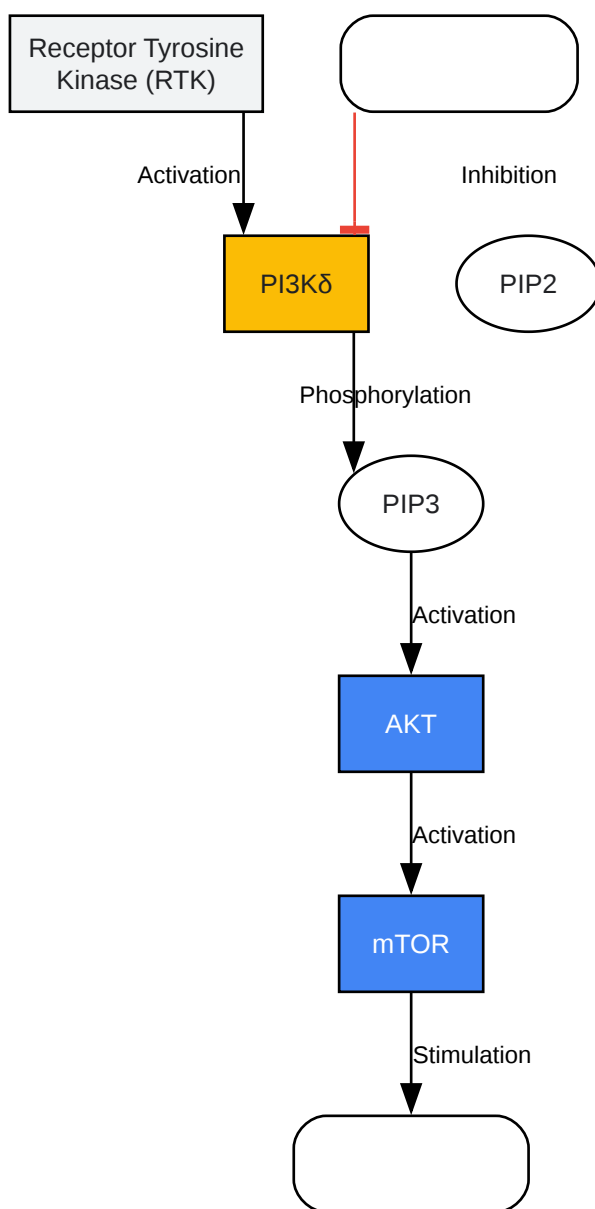 Receptor Tyrosine
Kinase (RTK)
Activation
Inhibition
PI3Kδ
PIP2
Phosphorylation
PIP3
Activation
AKT
Activation
mTOR
Stimulation